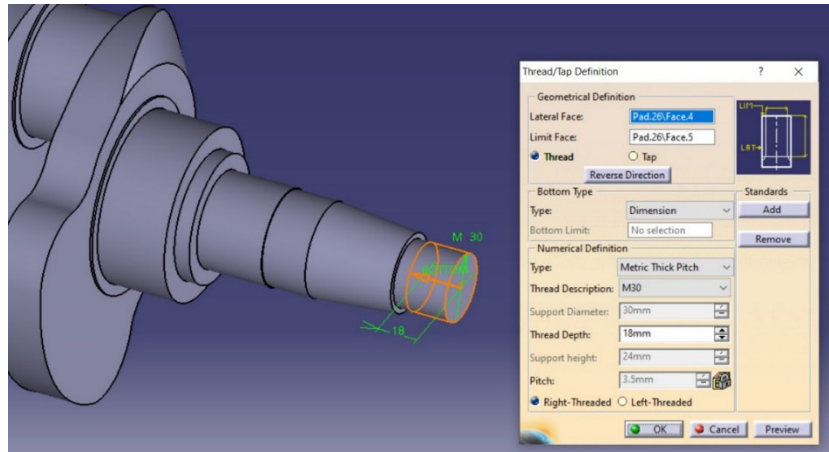 Thread/Tap Definition ? X
Geometrical Definition
Lateral Face: Pad.26\Face.4
Limit Face: Pad.26\Face.5
Thread Tap
Reverse Direction
LIM
LAT
Bottom Type
Type: Dimension
Bottom Limit: No selection
Standards
Add
Remove
Numerical Definition
Type: Metric Thick Pitch
Thread Description: M30
Support Diameter: 30mm
Thread Depth: 18mm
Support height: 24mm
Pitch: 3.5mm
Right-Threaded Left-Threaded
OK Cancel Preview
M 30
18